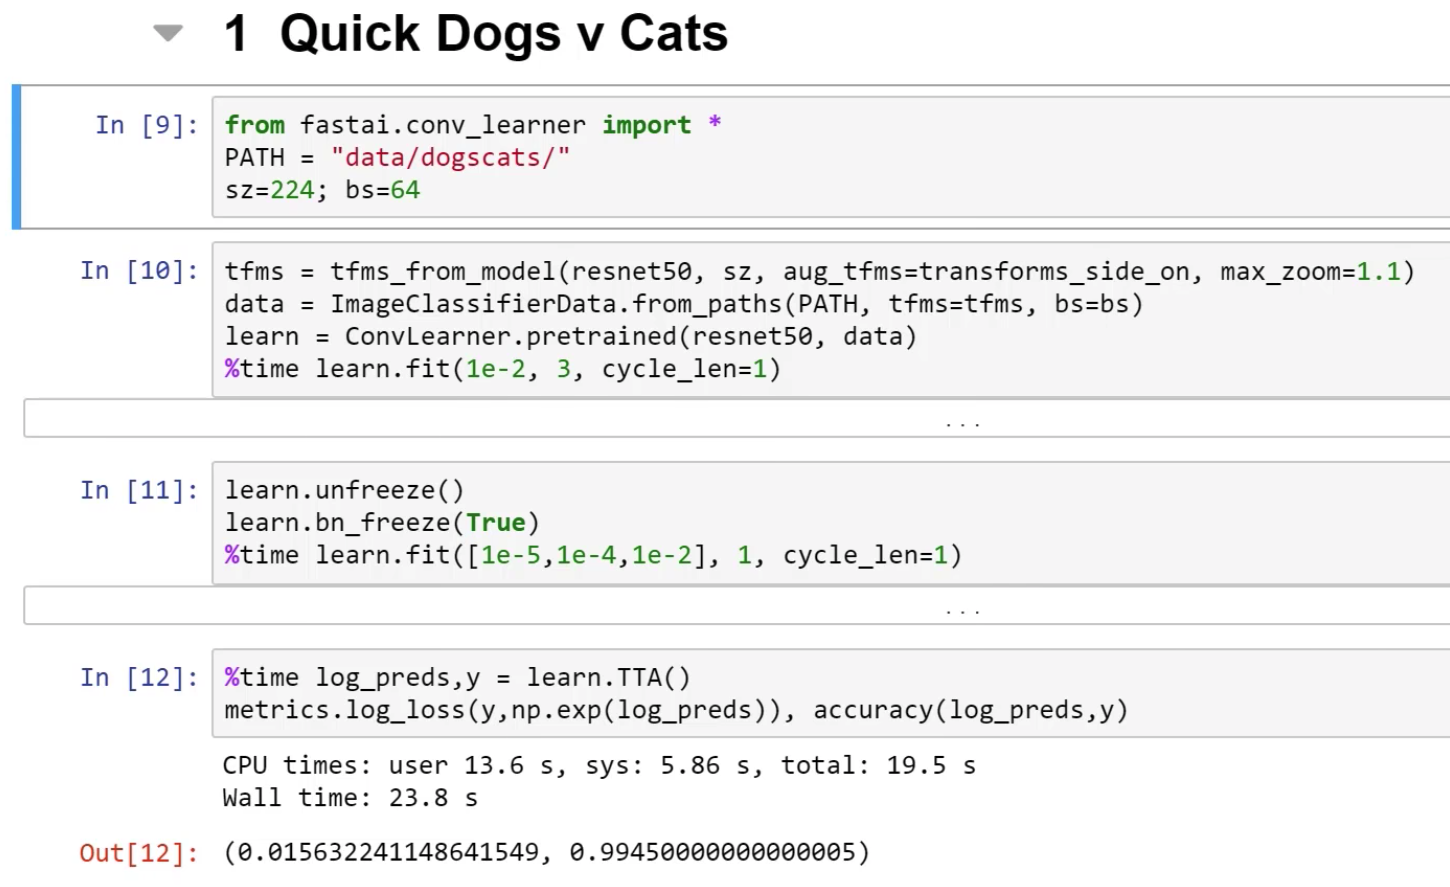 1 Quick Dogs v Cats
In [9]:
from fastai.conv_learner import *
PATH = "data/dogscats/"
sz=224; bs=64
In [10]:
tfms = tfms_from_model(resnet50, sz, aug_tfms=transforms_side_on, max_zoom=1.1)
data = ImageClassifierData.from_paths(PATH, tfms=tfms, bs=bs)
learn = ConvLearner.pretrained(resnet50, data)
%time learn.fit(1e-2, 3, cycle_len=1)
...
In [11]:
learn.unfreeze()
learn.bn_freeze(True)
%time learn.fit([1e-5,1e-4,1e-2], 1, cycle_len=1)
...
In [12]:
%time log_preds,y = learn.TTA()
metrics.log_loss(y,np.exp(log_preds)), accuracy(log_preds,y)
CPU times: user 13.6 s, sys: 5.86 s, total: 19.5 s
Wall time: 23.8 s
Out[12]: (0.015632241148641549, 0.99450000000000005)